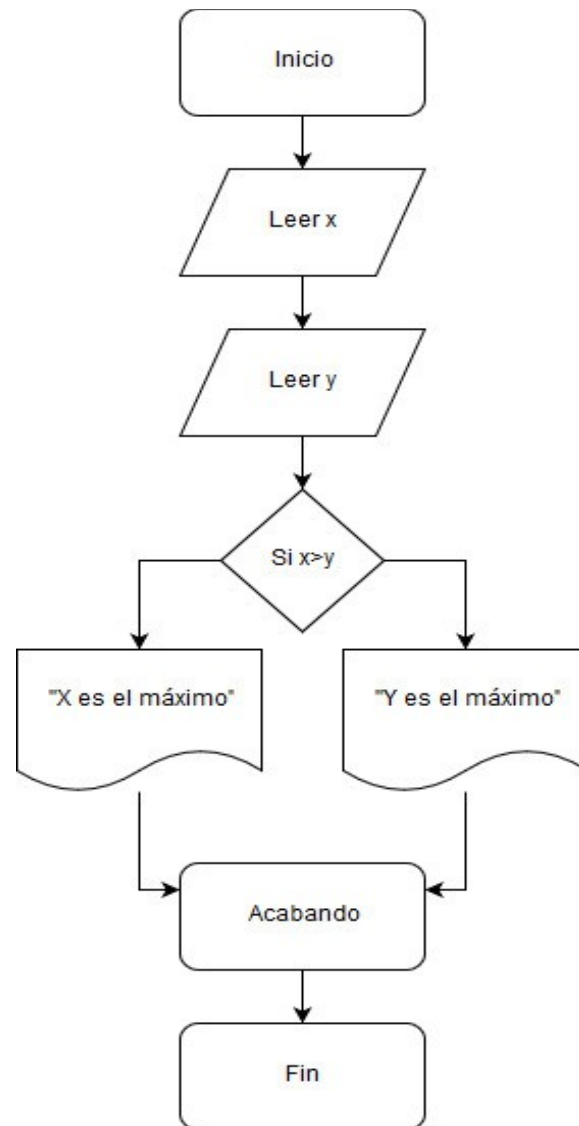 Inicio
Leer x
Leer y
Si x>y
"X es el máximo"
"Y es el máximo"
Acabando
Fin